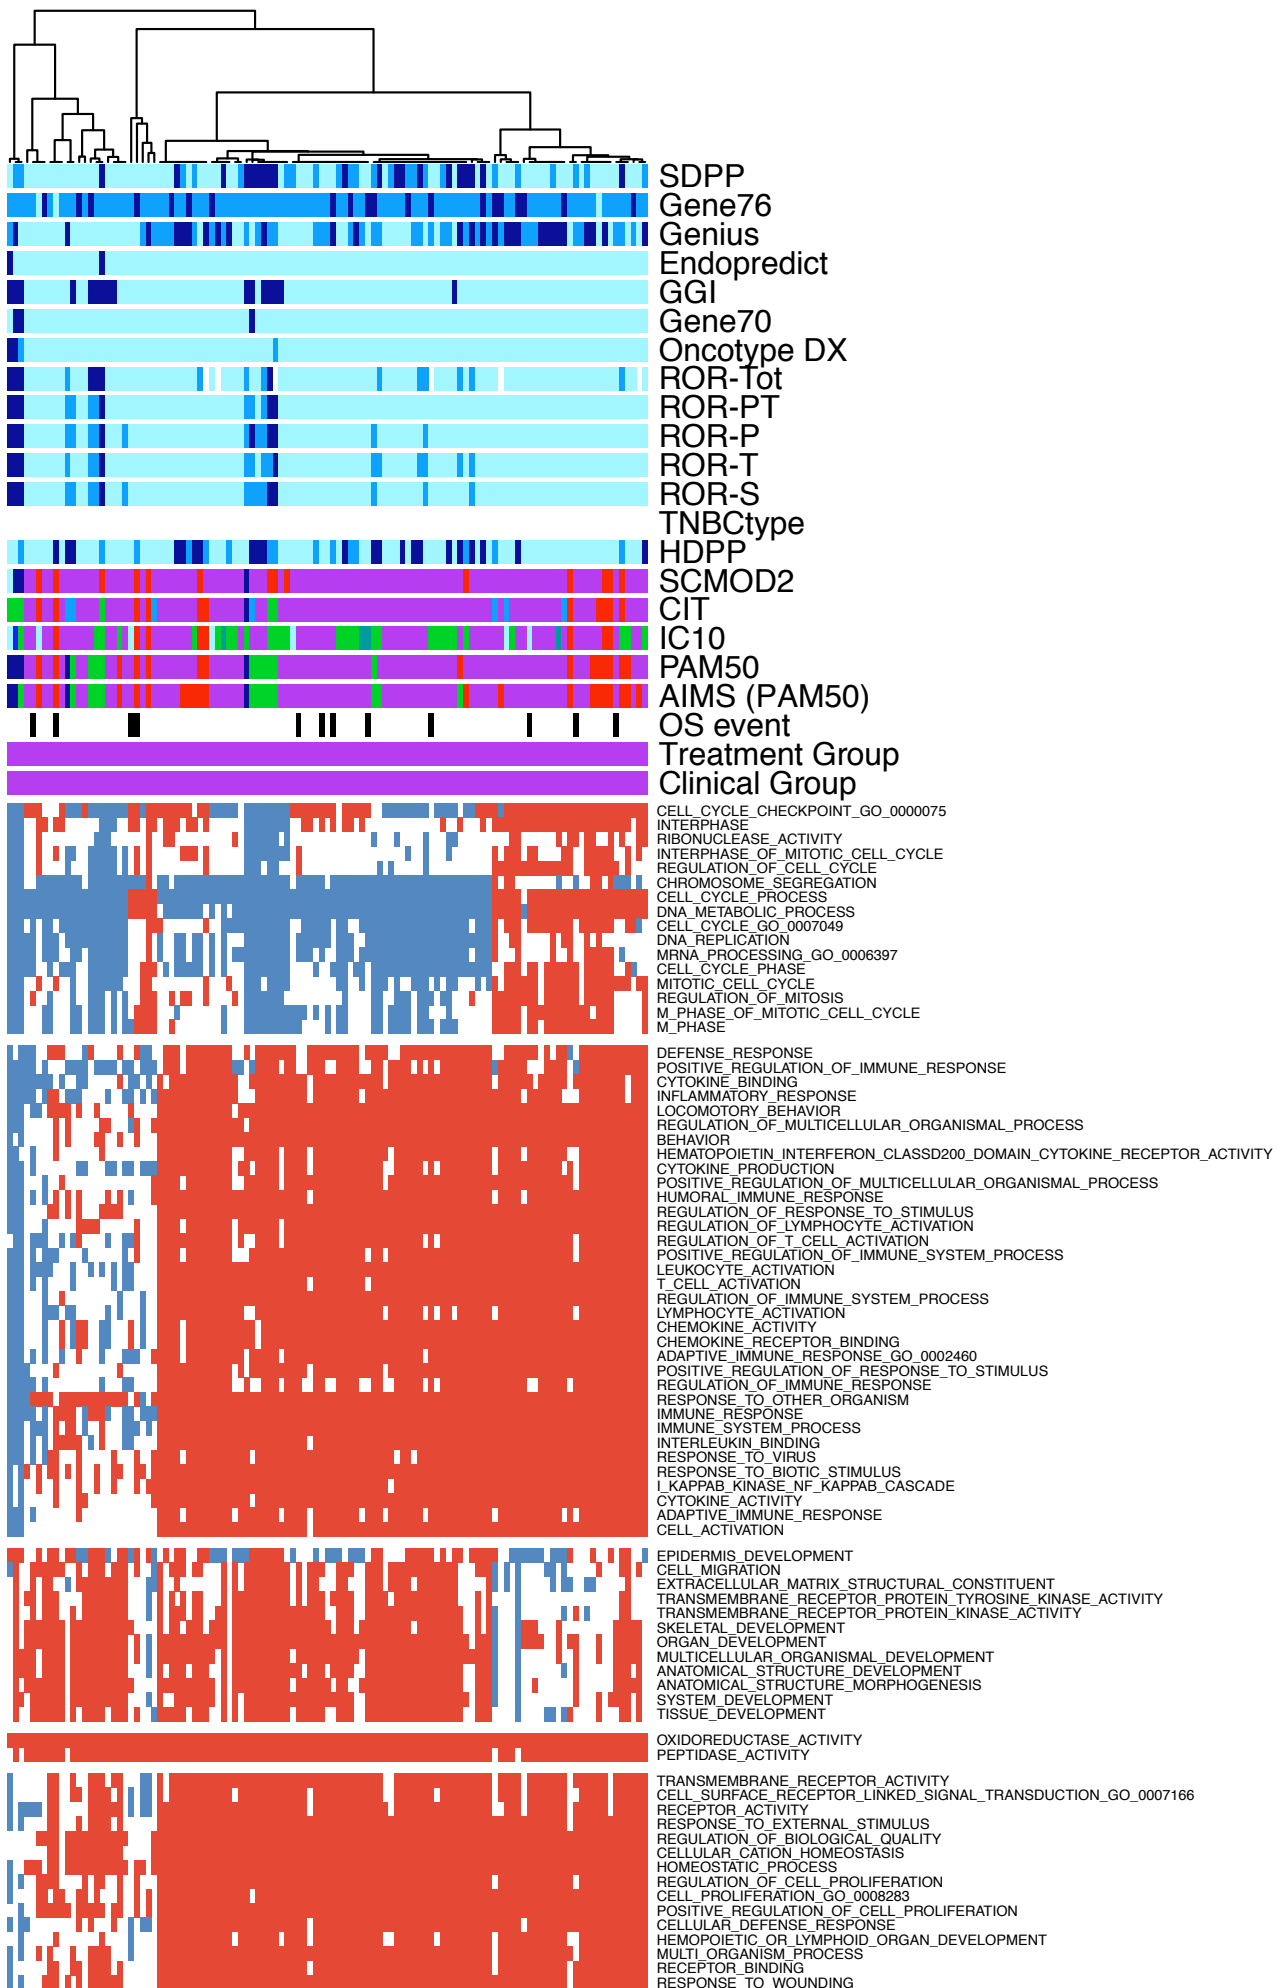 SDPP
Gene76
Genius
Endopredict
GGI
Gene70
Oncotype DX
ROR-Tot
ROR-PT
ROR-P
ROR-T
ROR-S
TNBCtype
HDPP
SCMOD2
CIT
IC10
PAM50
AIMS (PAM50)
OS event
Treatment Group
Clinical Group
CELL_CYCLE_CHECKPOINT_GO_0000075
INTERPHASE
RIBONUCLEASE_ACTIVITY
INTERPHASE_OF_MITOTIC_CELL_CYCLE
REGULATION_OF_CELL_CYCLE
CHROMOSOME_SEGREGATION
CELL_CYCLE_PROCESS
DNA_METABOLIC_PROCESS
CELL_CYCLE_GO_0007049
DNA_REPLICATION
MRNA_PROCESSING_GO_0006397
CELL_CYCLE_PHASE
MITOTIC_CELL_CYCLE
REGULATION_OF_MITOSIS
M_PHASE_OF_MITOTIC_CELL_CYCLE
M_PHASE
DEFENSE_RESPONSE
POSITIVE_REGULATION_OF_IMMUNE_RESPONSE
CYTOKINE_BINDING
INFLAMMATORY_RESPONSE
LOCOMOTORY_BEHAVIOR
REGULATION_OF_MULTICELLULAR_ORGANISMAL_PROCESS
BEHAVIOR
HEMATOPOIETIN_INTERFERON_CLASSD200_DOMAIN_CYTOKINE_RECEPTOR_ACTIVITY
CYTOKINE_PRODUCTION
POSITIVE_REGULATION_OF_MULTICELLULAR_ORGANISMAL_PROCESS
HUMORAL_IMMUNE_RESPONSE
REGULATION_OF_RESPONSE_TO_STIMULUS
REGULATION_OF_LYMPHOCYTE_ACTIVATION
REGULATION_OF_T_CELL_ACTIVATION
POSITIVE_REGULATION_OF_IMMUNE_SYSTEM_PROCESS
LEUKOCYTE_ACTIVATION
T_CELL_ACTIVATION
REGULATION_OF_IMMUNE_SYSTEM_PROCESS
LYMPHOCYTE_ACTIVATION
CHEMOKINE_ACTIVITY
CHEMOKINE_RECEPTOR_BINDING
ADAPTIVE_IMMUNE_RESPONSE_GO_0002460
POSITIVE_REGULATION_OF_RESPONSE_TO_STIMULUS
REGULATION_OF_IMMUNE_RESPONSE
RESPONSE_TO_OTHER_ORGANISM
IMMUNE_RESPONSE
IMMUNE_SYSTEM_PROCESS
INTERLEUKIN_BINDING
RESPONSE_TO_VIRUS
RESPONSE_TO_BIOTIC_STIMULUS
I_KAPPAB_KINASE_NF_KAPPAB_CASCADE
CYTOKINE_ACTIVITY
ADAPTIVE_IMMUNE_RESPONSE
CELL_ACTIVATION
EPIDERMIS_DEVELOPMENT
CELL_MIGRATION
EXTRACELLULAR_MATRIX_STRUCTURAL_CONSTITUENT
TRANSMEMBRANE_RECEPTOR_PROTEIN_TYROSINE_KINASE_ACTIVITY
TRANSMEMBRANE_RECEPTOR_PROTEIN_KINASE_ACTIVITY
SKELETAL_DEVELOPMENT
ORGAN_DEVELOPMENT
MULTICELLULAR_ORGANISMAL_DEVELOPMENT
ANATOMICAL_STRUCTURE_DEVELOPMENT
ANATOMICAL_STRUCTURE_MORPHOGENESIS
SYSTEM_DEVELOPMENT
TISSUE_DEVELOPMENT
OXIDOREDUCTASE_ACTIVITY
PEPTIDASE_ACTIVITY
TRANSMEMBRANE_RECEPTOR_ACTIVITY
CELL_SURFACE_RECEPTOR_LINKED_SIGNAL_TRANSDUCTION_GO_0007166
RECEPTOR_ACTIVITY
RESPONSE_TO_EXTERNAL_STIMULUS
REGULATION_OF_BIOLOGICAL_QUALITY
CELLULAR_CATION_HOMEOSTASIS
HOMEOSTATIC_PROCESS
REGULATION_OF_CELL_PROLIFERATION
CELL_PROLIFERATION_GO_0008283
POSITIVE_REGULATION_OF_CELL_PROLIFERATION
CELLULAR_DEFENSE_RESPONSE
HEMOPOIETIC_OR_LYMPHOID_ORGAN_DEVELOPMENT
MULTI_ORGANISM_PROCESS
RECEPTOR_BINDING
RESPONSE_TO_WOUNDING